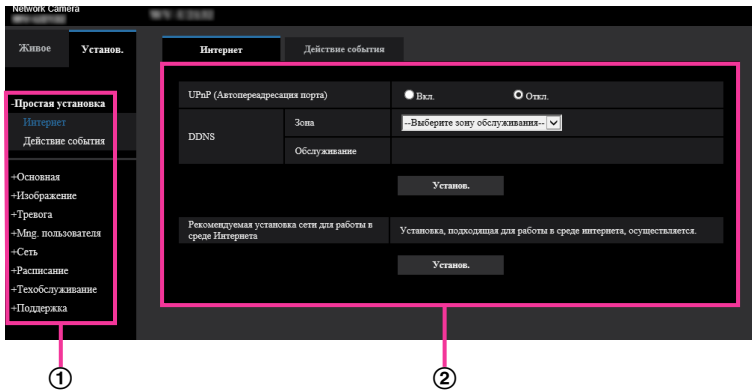 Network Camera
Живое
Установ.
Интернет
Действие события
-Простая установка
Интернет
Действие события
+Основная
+Изображение
+Тревога
+Mng. пользователя
+Сеть
+Расписание
+Техобслуживание
+Поддержка
UPnP (Автопереадресация порта)
Вкл.
Откл.
DDNS
Зона
--Выберите зону обслуживания--
Обслуживание
Установ.
Рекомендуемая установка сети для работы в
среде Интернета
Установка, подходящая для работы в среде интернета, осуществляется.
Установ.
①
②